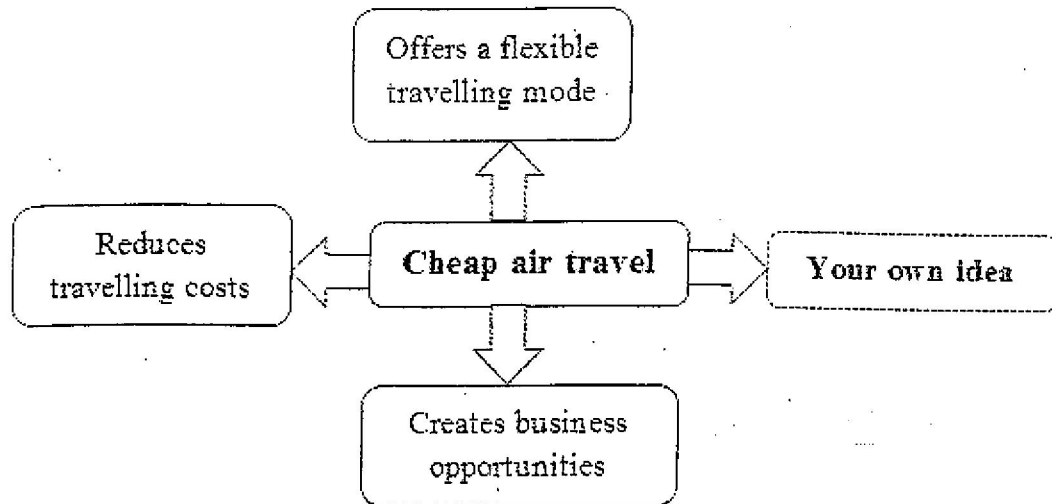 Offers a flexible
travelling mode
Reduces
travelling costs
Cheap air travel
Your own idea
Creates business
opportunities